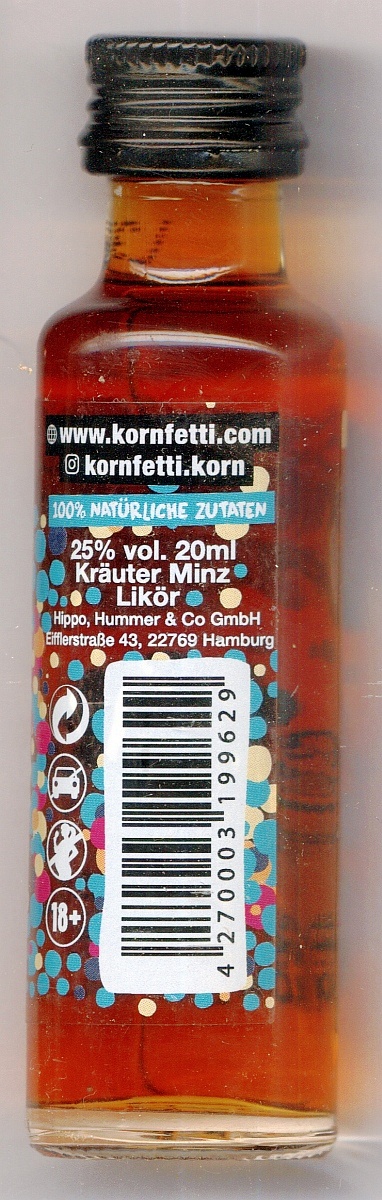 www.kornfetti.com
kornfetti.korn
100% NATÜRLICHE ZUTATEN
25% vol. 20ml
Kräuter Minz
Likör
Hippo, Hummer & Co GmbH
Eifflerstraße 43, 22769 Hamburg
18+
4 270003 199629